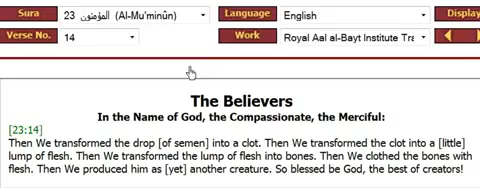 Sura 23 المؤمنون (Al-Mu'minûn) Language English Display
Verse No. 14 Work Royal Aal al-Bayt Institute Tra
The Believers
In the Name of God, the Compassionate, the Merciful:
[23:14]
Then We transformed the drop [of semen] into a clot. Then We transformed the clot into a [little]
lump of flesh. Then We transformed the lump of flesh into bones. Then We clothed the bones with
flesh. Then We produced him as [yet] another creature. So blessed be God, the best of creators!